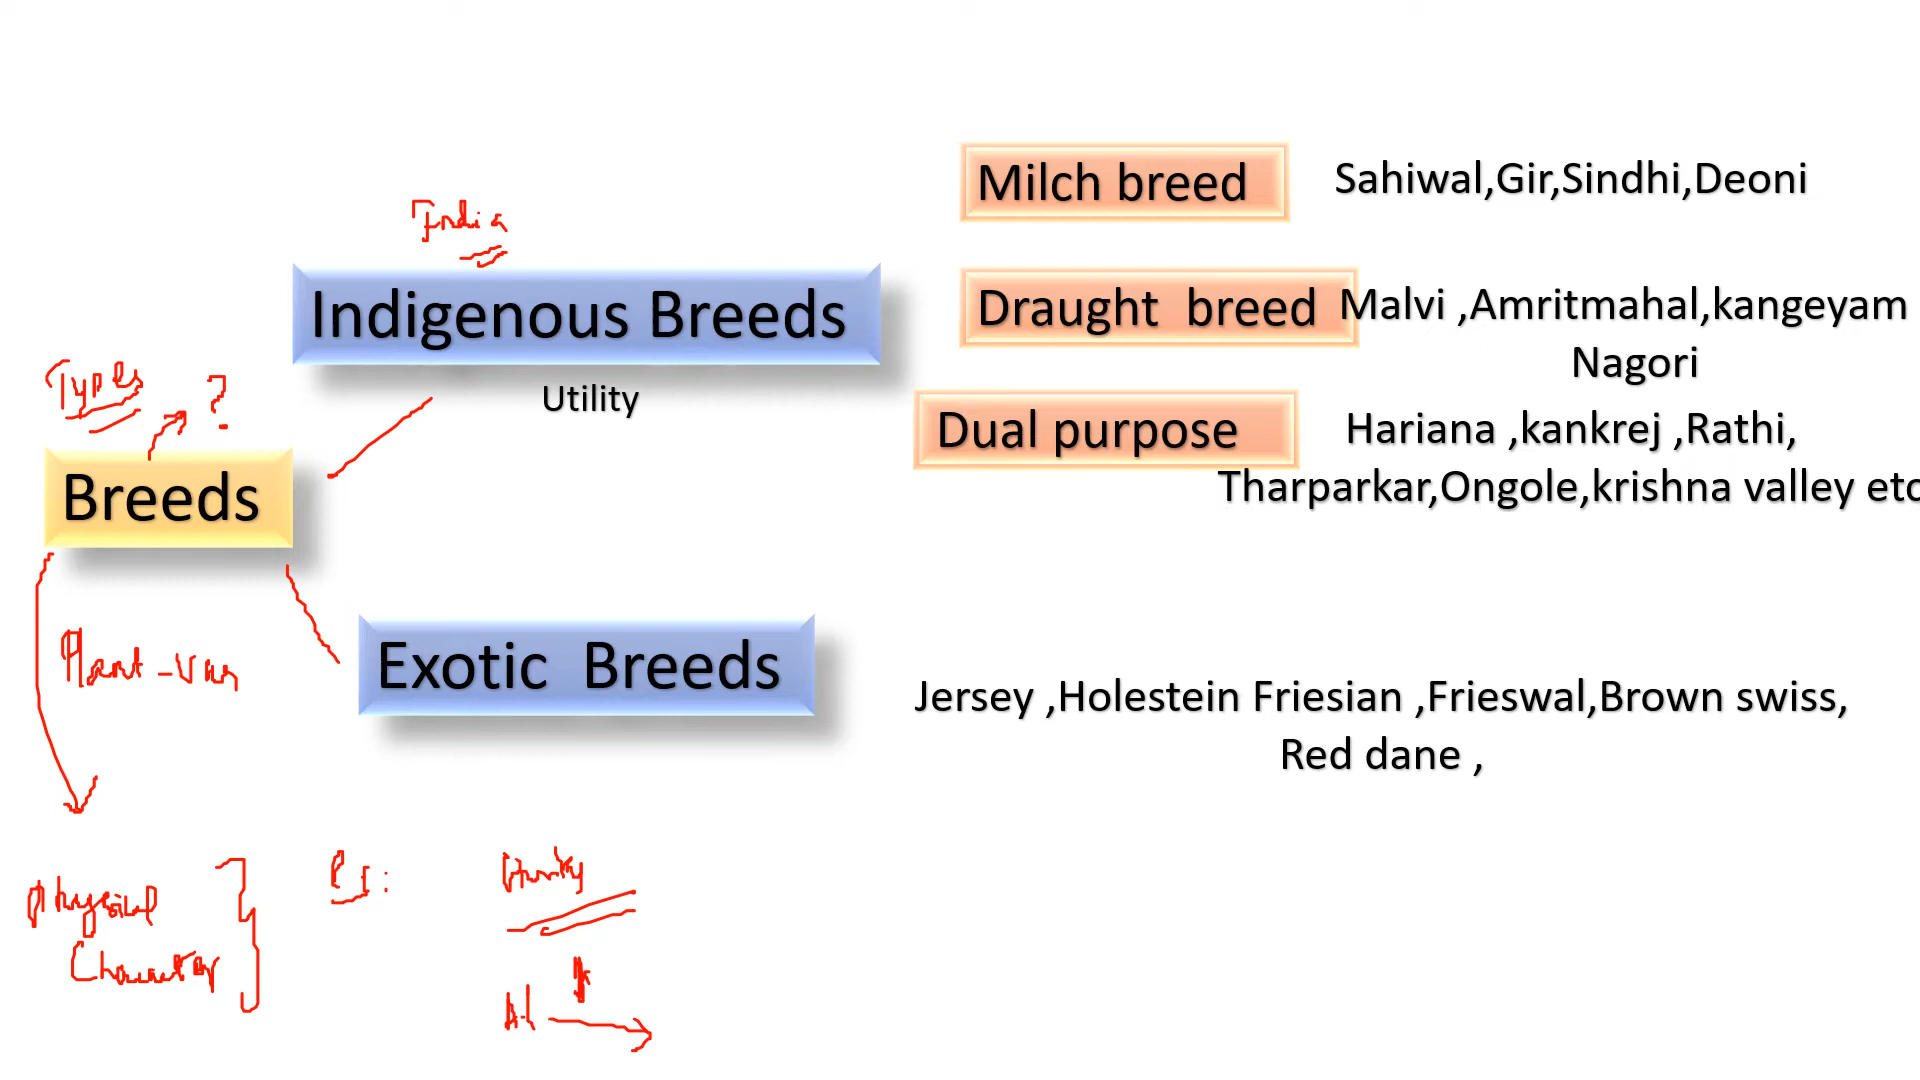 Milch breed Sahiwal,Gir,Sindhi,Deoni
India
Indigenous Breeds
Draught breed Malvi ,Amritmahal,kangeyam
Nagori
Types ?
Utility
Dual purpose Hariana ,kankrej ,Rathi,
Tharparkar,Ongole,krishna valley etc
Breeds
Plant - Var
Exotic Breeds
Jersey ,Holestein Friesian ,Frieswal,Brown swiss,
Red dane ,
Physical
Character